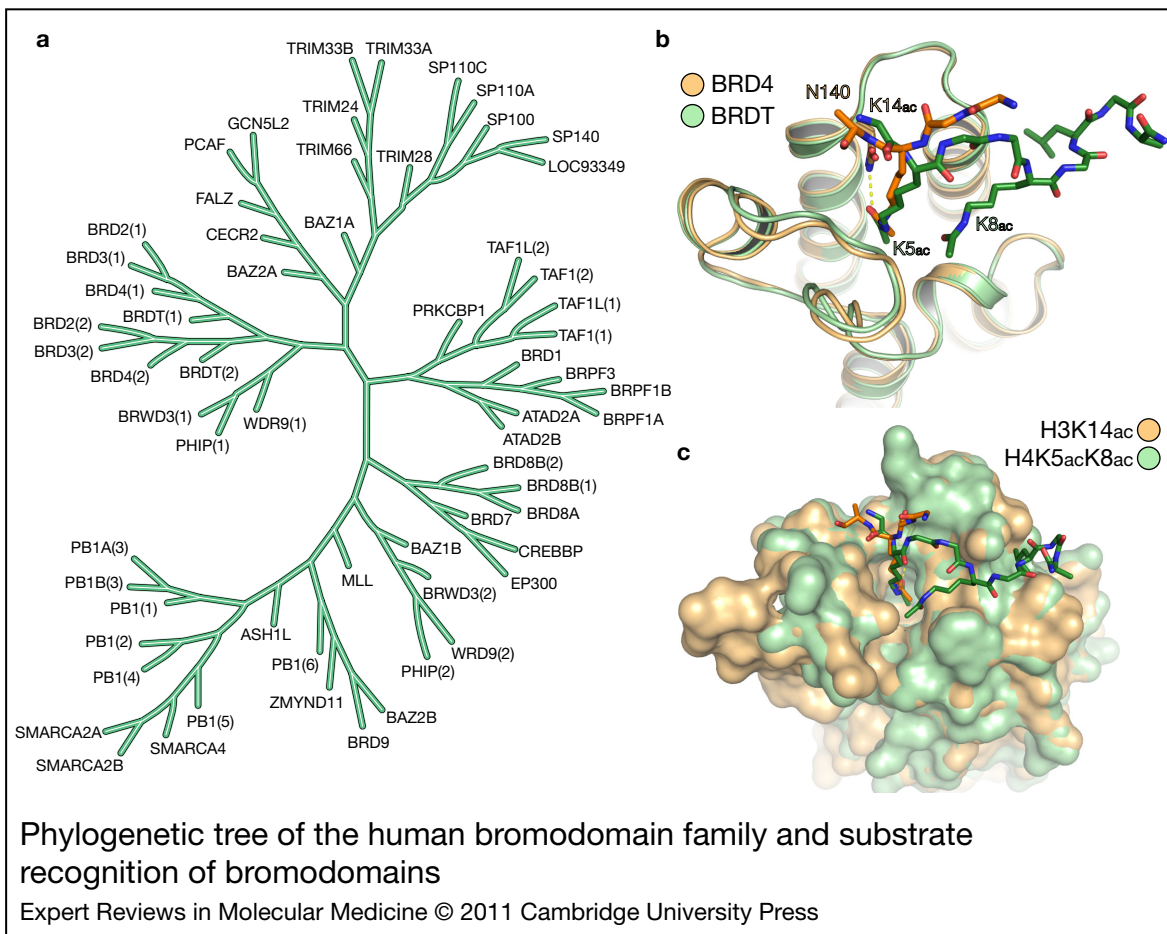 a
TRIM33B
TRIM33A
SP110C
SP110A
TRIM24
GCN5L2
SP100
SP140
PCAF
TRIM66
TRIM28
LOC93349
FALZ
BAZ1A
CECR2
BRD2(1)
BRD3(1)
TAF1L(2)
BAZ2A
TAF1(2)
BRD4(1)
PRKCBP1
TAF1L(1)
BRDT(1)
BRD2(2)
TAF1(1)
BRD3(2)
BRD1
BRD4(2)
BRDT(2)
BRPF3
BRPF1B
BRWD3(1)
WDR9(1)
ATAD2A
BRPF1A
PHIP(1)
ATAD2B
BRD8B(2)
BRD8B(1)
BRD8A
BRD7
PB1A(3)
BAZ1B
CREBBP
PB1B(3)
MLL
EP300
BRWD3(2)
PB1(1)
ASH1L
PB1(2)
WRD9(2)
PB1(6)
PHIP(2)
PB1(4)
ZMYND11
PB1(5)
BAZ2B
SMARCA2A
SMARCA4
BRD9
SMARCA2B
b
BRD4
BRDT
N140
K14ac
K5ac
K8ac
c
H3K14ac
H4K5acK8ac
Phylogenetic tree of the human bromodomain family and substrate
recognition of bromodomains
Expert Reviews in Molecular Medicine © 2011 Cambridge University Press